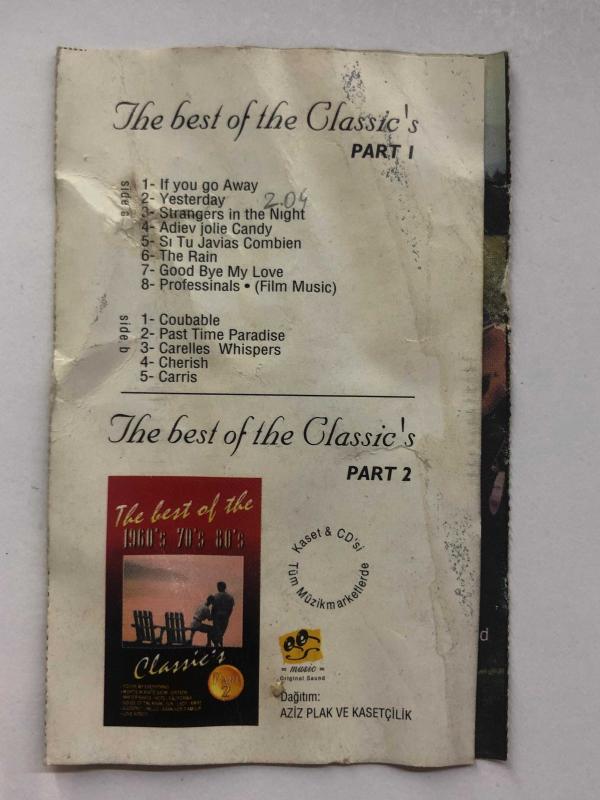 The best of the Classic's
PART 1
side a
1- If you go Away
2- Yesterday
2.04
3- Strangers in the Night
4- Adiev jolie Candy
5- Sı Tu Javias Combien
6- The Rain
7- Good Bye My Love
8- Professinals • (Film Music)
side b
1- Coubable
2- Past Time Paradise
3- Carelles Whispers
4- Cherish
5- Carris
The best of the Classic's
PART 2
The best of the
1960's 70's 80's
Classic's
PART
2
Kaset & CD'si
Tüm Müzikmarketlerde
music
Original Saund
Dağıtım:
AZİZ PLAK VE KASETÇİLİK
d